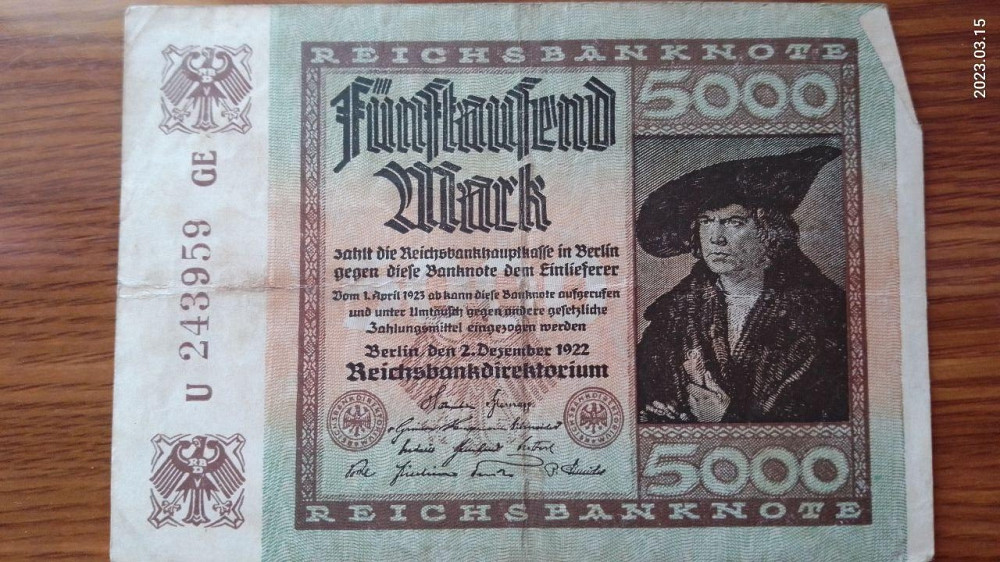 REICHSBANKNOTE
5000
Fünftausend
Mark
zahlt die Reichsbankhauptkasse in Berlin
gegen diese Banknote dem Einlieferer
Vom 1. April 1923 ab kann diese Banknote aufgerufen
und unter Umtausch gegen andere gesetzliche
Zahlungsmittel eingezogen werden
Berlin, den 2. Dezember 1922
Reichsbankdirektorium
5000
REICHSBANKNOTE
U 243959 GE
2023.03.15